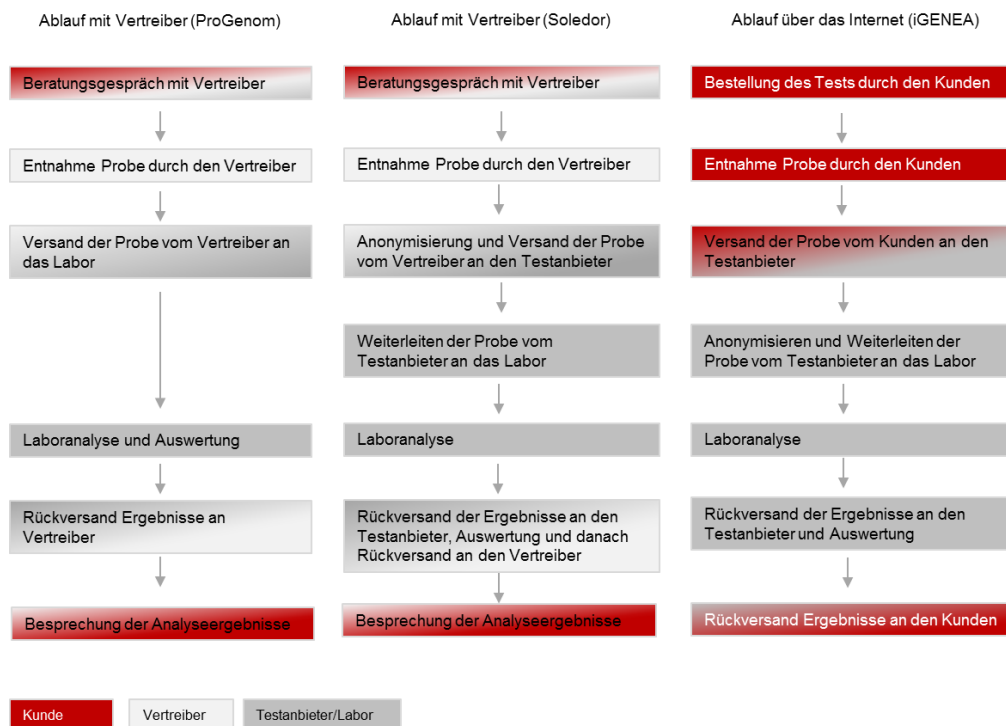 Ablauf mit Vertreiber (ProGenom)
Beratungsgespräch mit Vertreiber
Entnahme Probe durch den Vertreiber
Versand der Probe vom Vertreiber an
das Labor
Laboranalyse und Auswertung
Rückversand Ergebnisse an
Vertreiber
Besprechung der Analyseergebnisse
Ablauf mit Vertreiber (Soledor)
Beratungsgespräch mit Vertreiber
Entnahme Probe durch den Vertreiber
Anonymisierung und Versand der Probe
vom Vertreiber an den Testanbieter
Weiterleiten der Probe vom
Testanbieter an das Labor
Laboranalyse
Rückversand der Ergebnisse an den
Testanbieter, Auswertung und danach
Rückversand an den Vertreiber
Besprechung der Analyseergebnisse
Ablauf über das Internet (iGENEA)
Bestellung des Tests durch den Kunden
Entnahme Probe durch den Kunden
Versand der Probe vom Kunden an den
Testanbieter
Anonymisieren und Weiterleiten der
Probe vom Testanbieter an das Labor
Laboranalyse
Rückversand der Ergebnisse an den
Testanbieter und Auswertung
Rückversand Ergebnisse an den Kunden
Kunde
Vertreiber
Testanbieter/Labor